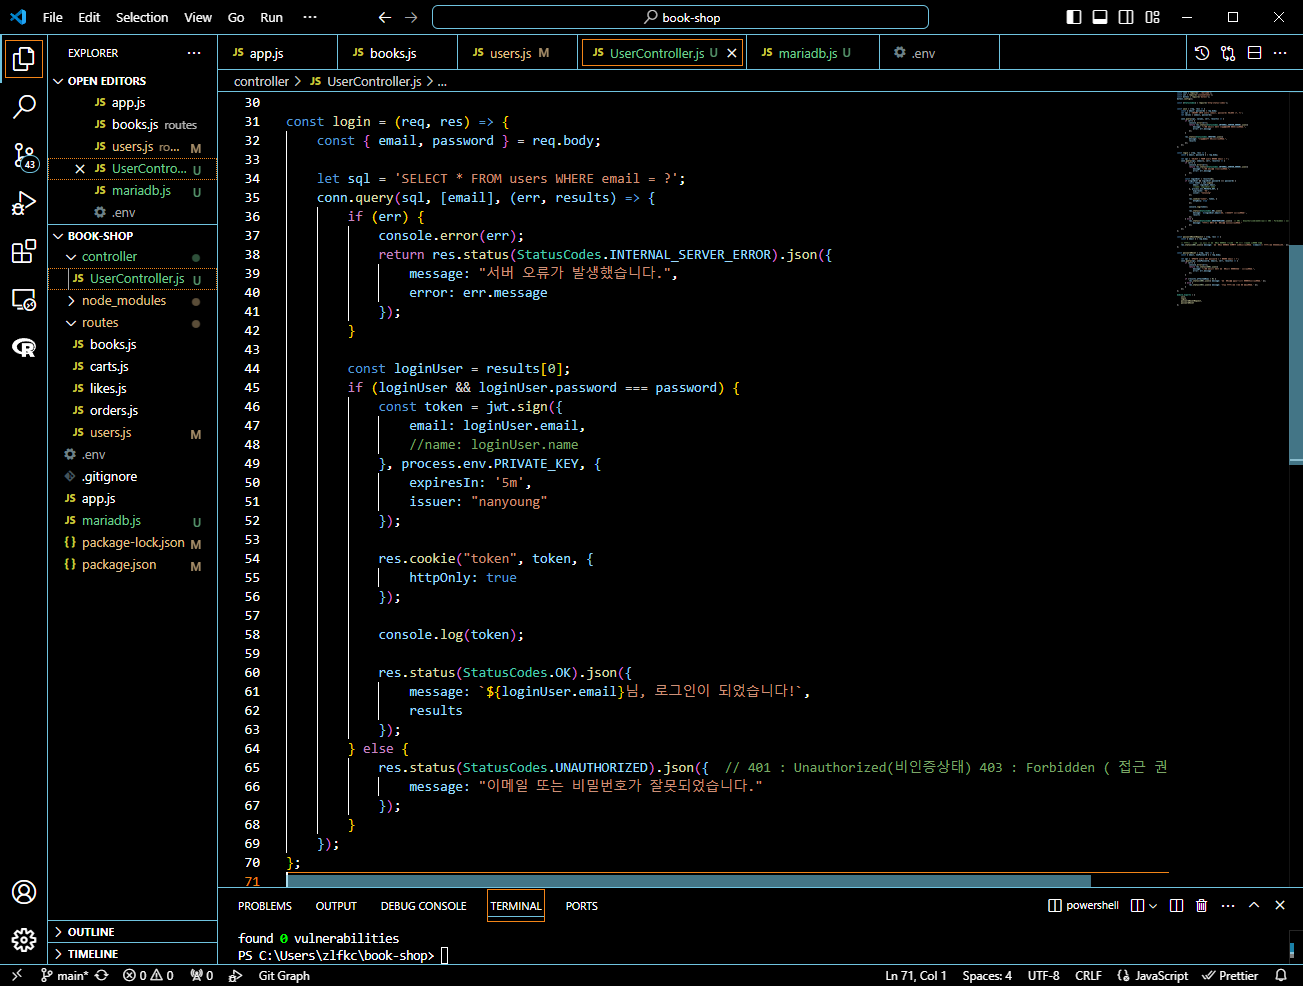 File Edit Selection View Go Run ··· ← → book-shop
EXPLORER ···
OPEN EDITORS
JS app.js
JS books.js routes
JS users.js ro... M
JS UserContro... U
JS mariadb.js U
.env
BOOK-SHOP
controller
JS UserController.js U
node_modules
routes
JS books.js
JS carts.js
JS likes.js
JS orders.js
JS users.js M
.env
.gitignore
JS app.js
JS mariadb.js U
{} package-lock.json M
{} package.json M
OUTLINE
TIMELINE
43
JS app.js JS books.js JS users.js M JS UserController.js U JS mariadb.js U .env
controller > JS UserController.js > ...
30
31 const login = (req, res) => {
32 const { email, password } = req.body;
33
34 let sql = 'SELECT * FROM users WHERE email = ?';
35 conn.query(sql, [email], (err, results) => {
36 if (err) {
37 console.error(err);
38 return res.status(StatusCodes.INTERNAL_SERVER_ERROR).json({
39 message: "서버 오류가 발생했습니다.",
40 error: err.message
41 });
42 }
43
44 const loginUser = results[0];
45 if (loginUser && loginUser.password === password) {
46 const token = jwt.sign({
47 email: loginUser.email,
48 //name: loginUser.name
49 }, process.env.PRIVATE_KEY, {
50 expiresIn: '5m',
51 issuer: "nanyoung"
52 });
53
54 res.cookie("token", token, {
55 httpOnly: true
56 });
57
58 console.log(token);
59
60 res.status(StatusCodes.OK).json({
61 message: `${loginUser.email}님, 로그인이 되었습니다!`,
62 results
63 });
64 } else {
65 res.status(StatusCodes.UNAUTHORIZED).json({ // 401 : Unauthorized(비인증상태) 403 : Forbidden ( 접근 권
66 message: "이메일 또는 비밀번호가 잘못되었습니다."
67 });
68 }
69 });
70 };
71
PROBLEMS OUTPUT DEBUG CONSOLE TERMINAL PORTS powershell
found 0 vulnerabilities
PS C:\Users\zlfkc\book-shop>
main* 0 0 0 Git Graph Ln 71, Col 1 Spaces: 4 UTF-8 CRLF {} JavaScript Prettier